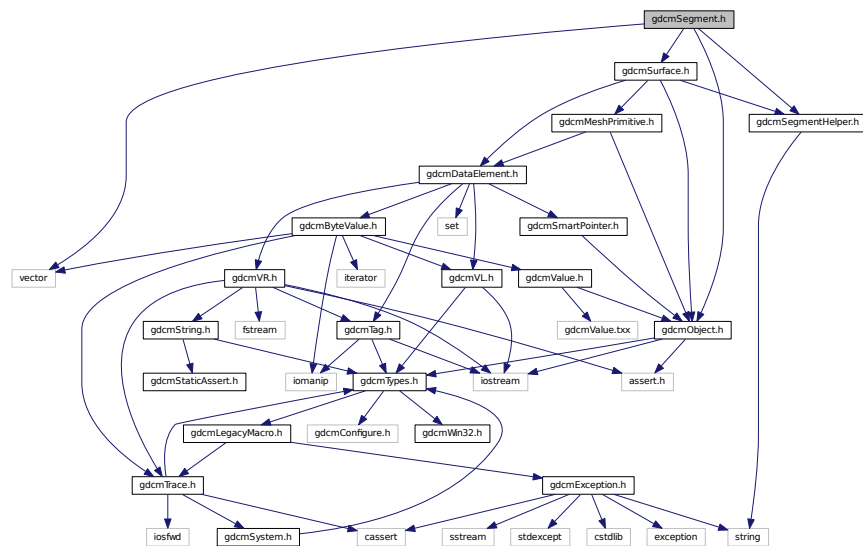 gdcmSegment.h
gdcmSurface.h
gdcmMeshPrimitive.h
gdcmSegmentHelper.h
gdcmDataElement.h
gdcmByteValue.h
set
gdcmSmartPointer.h
vector
gdcmVR.h
iterator
gdcmVL.h
gdcmValue.h
gdcmString.h
fstream
gdcmTag.h
gdcmValue.txx
gdcmObject.h
gdcmStaticAssert.h
iomanip
gdcmTypes.h
iostream
assert.h
gdcmLegacyMacro.h
gdcmConfigure.h
gdcmWin32.h
gdcmTrace.h
gdcmException.h
iosfwd
gdcmSystem.h
cassert
sstream
stdexcept
cstdlib
exception
string